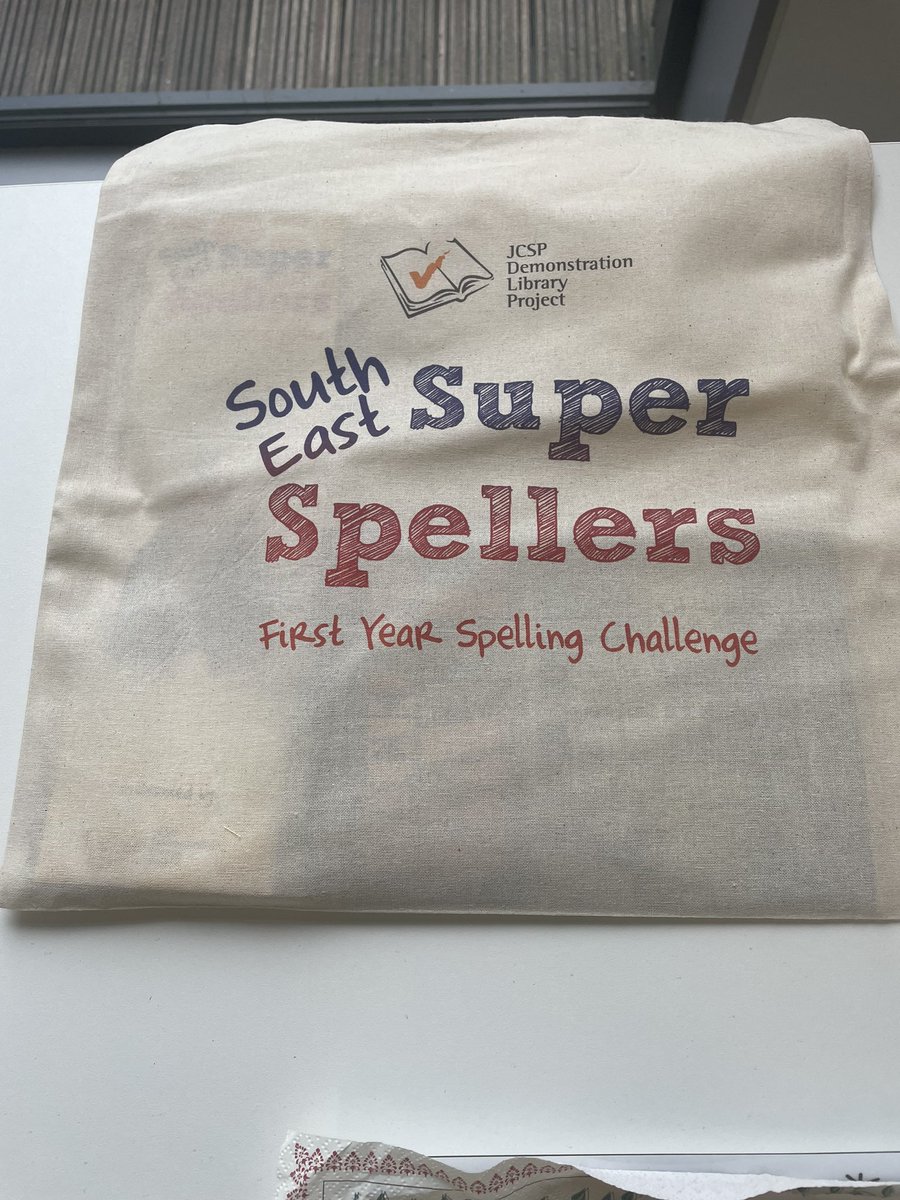 JCSP
Demonstration
Library
Project
South
East
Super
Spellers
First Year Spelling Challenge